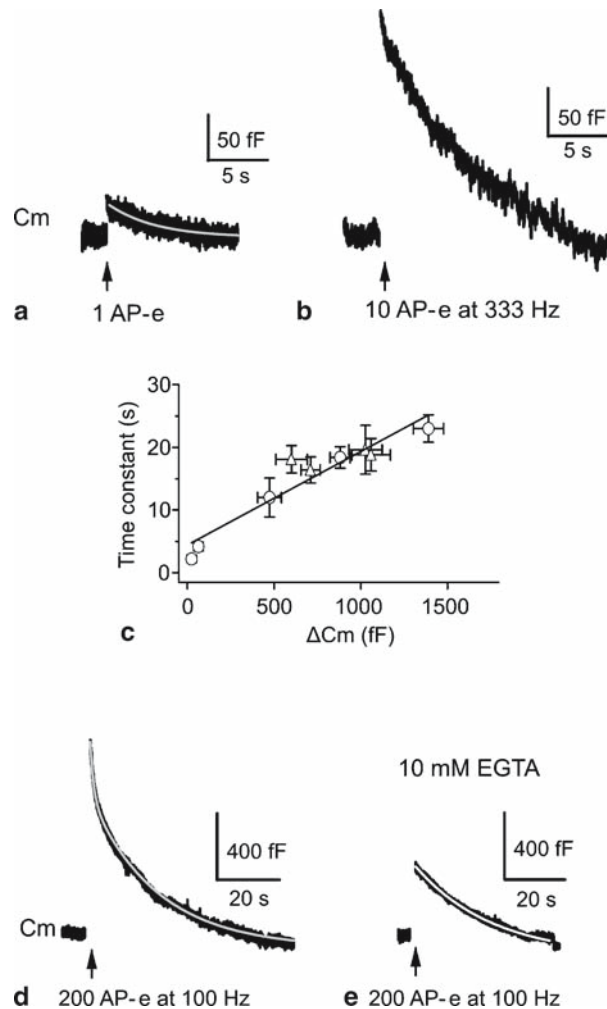 50 fF
5 s
50 fF
5 s
Cm
a
1 AP-e
b
10 AP-e at 333 Hz
30
20
10
0
Time constant (s)
0
500
1000
1500
ΔCm (fF)
c
10 mM EGTA
400 fF
20 s
400 fF
20 s
Cm
d
200 AP-e at 100 Hz
e
200 AP-e at 100 Hz